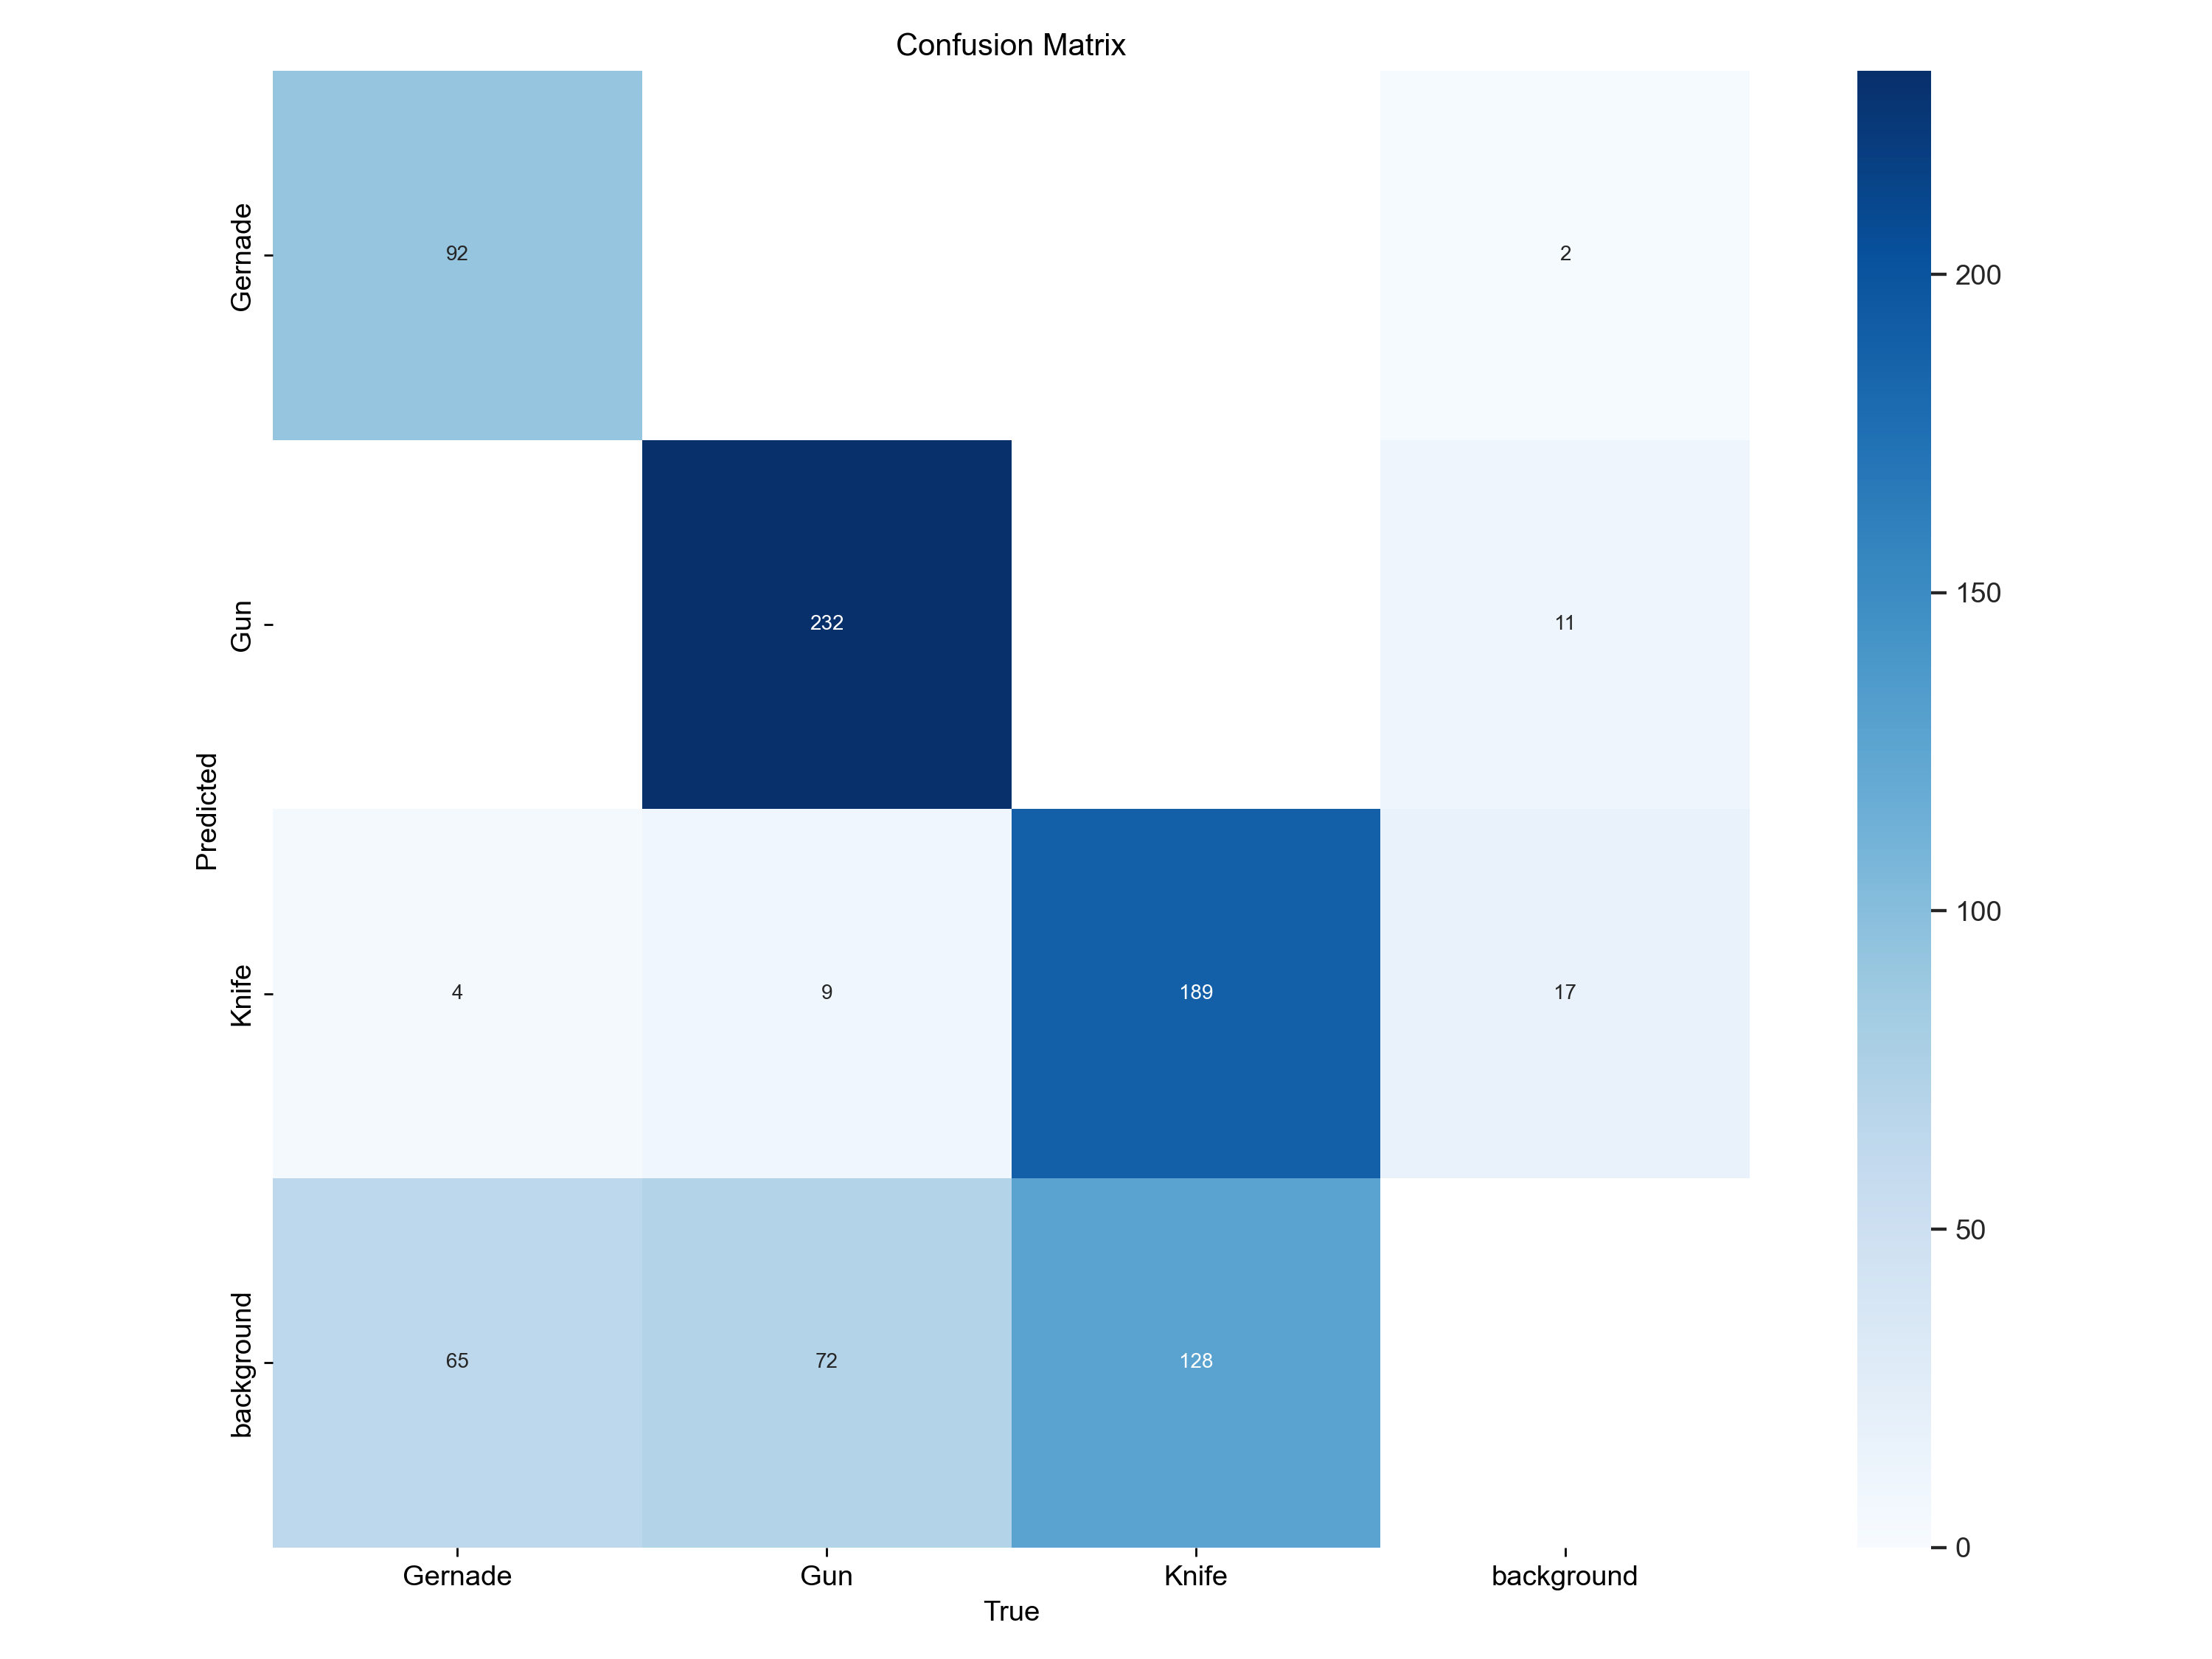 Confusion Matrix
Gernade
92
2
200
Gun
232
11
150
Predicted
100
Knife
4
9
189
17
50
background
65
72
128
0
Gernade
Gun
Knife
background
True